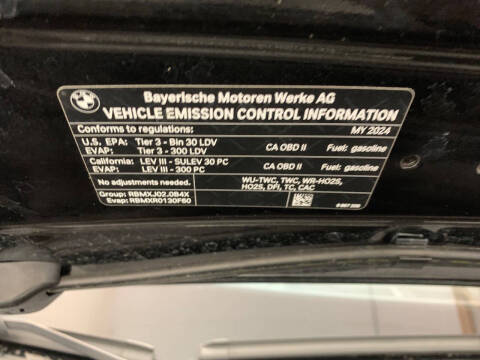 BMW
Bayerische Motoren Werke AG
VEHICLE EMISSION CONTROL INFORMATION
Conforms to regulations: MY 2024
U.S. EPA: Tier 3 - Bin 30 LDV CA OBD II Fuel: gasoline
EVAP: Tier 3 - 300 LDV
California: LEV III - SULEV 30 PC CA OBD II Fuel: gasoline
EVAP: LEV III - 300 PC
No adjustments needed. WU-TWC, TWC, WR-HO2S,
HO2S, DFI, TC, CAC
Group: RBMXJ02.0B4X
Evap: RBMXR0130F60